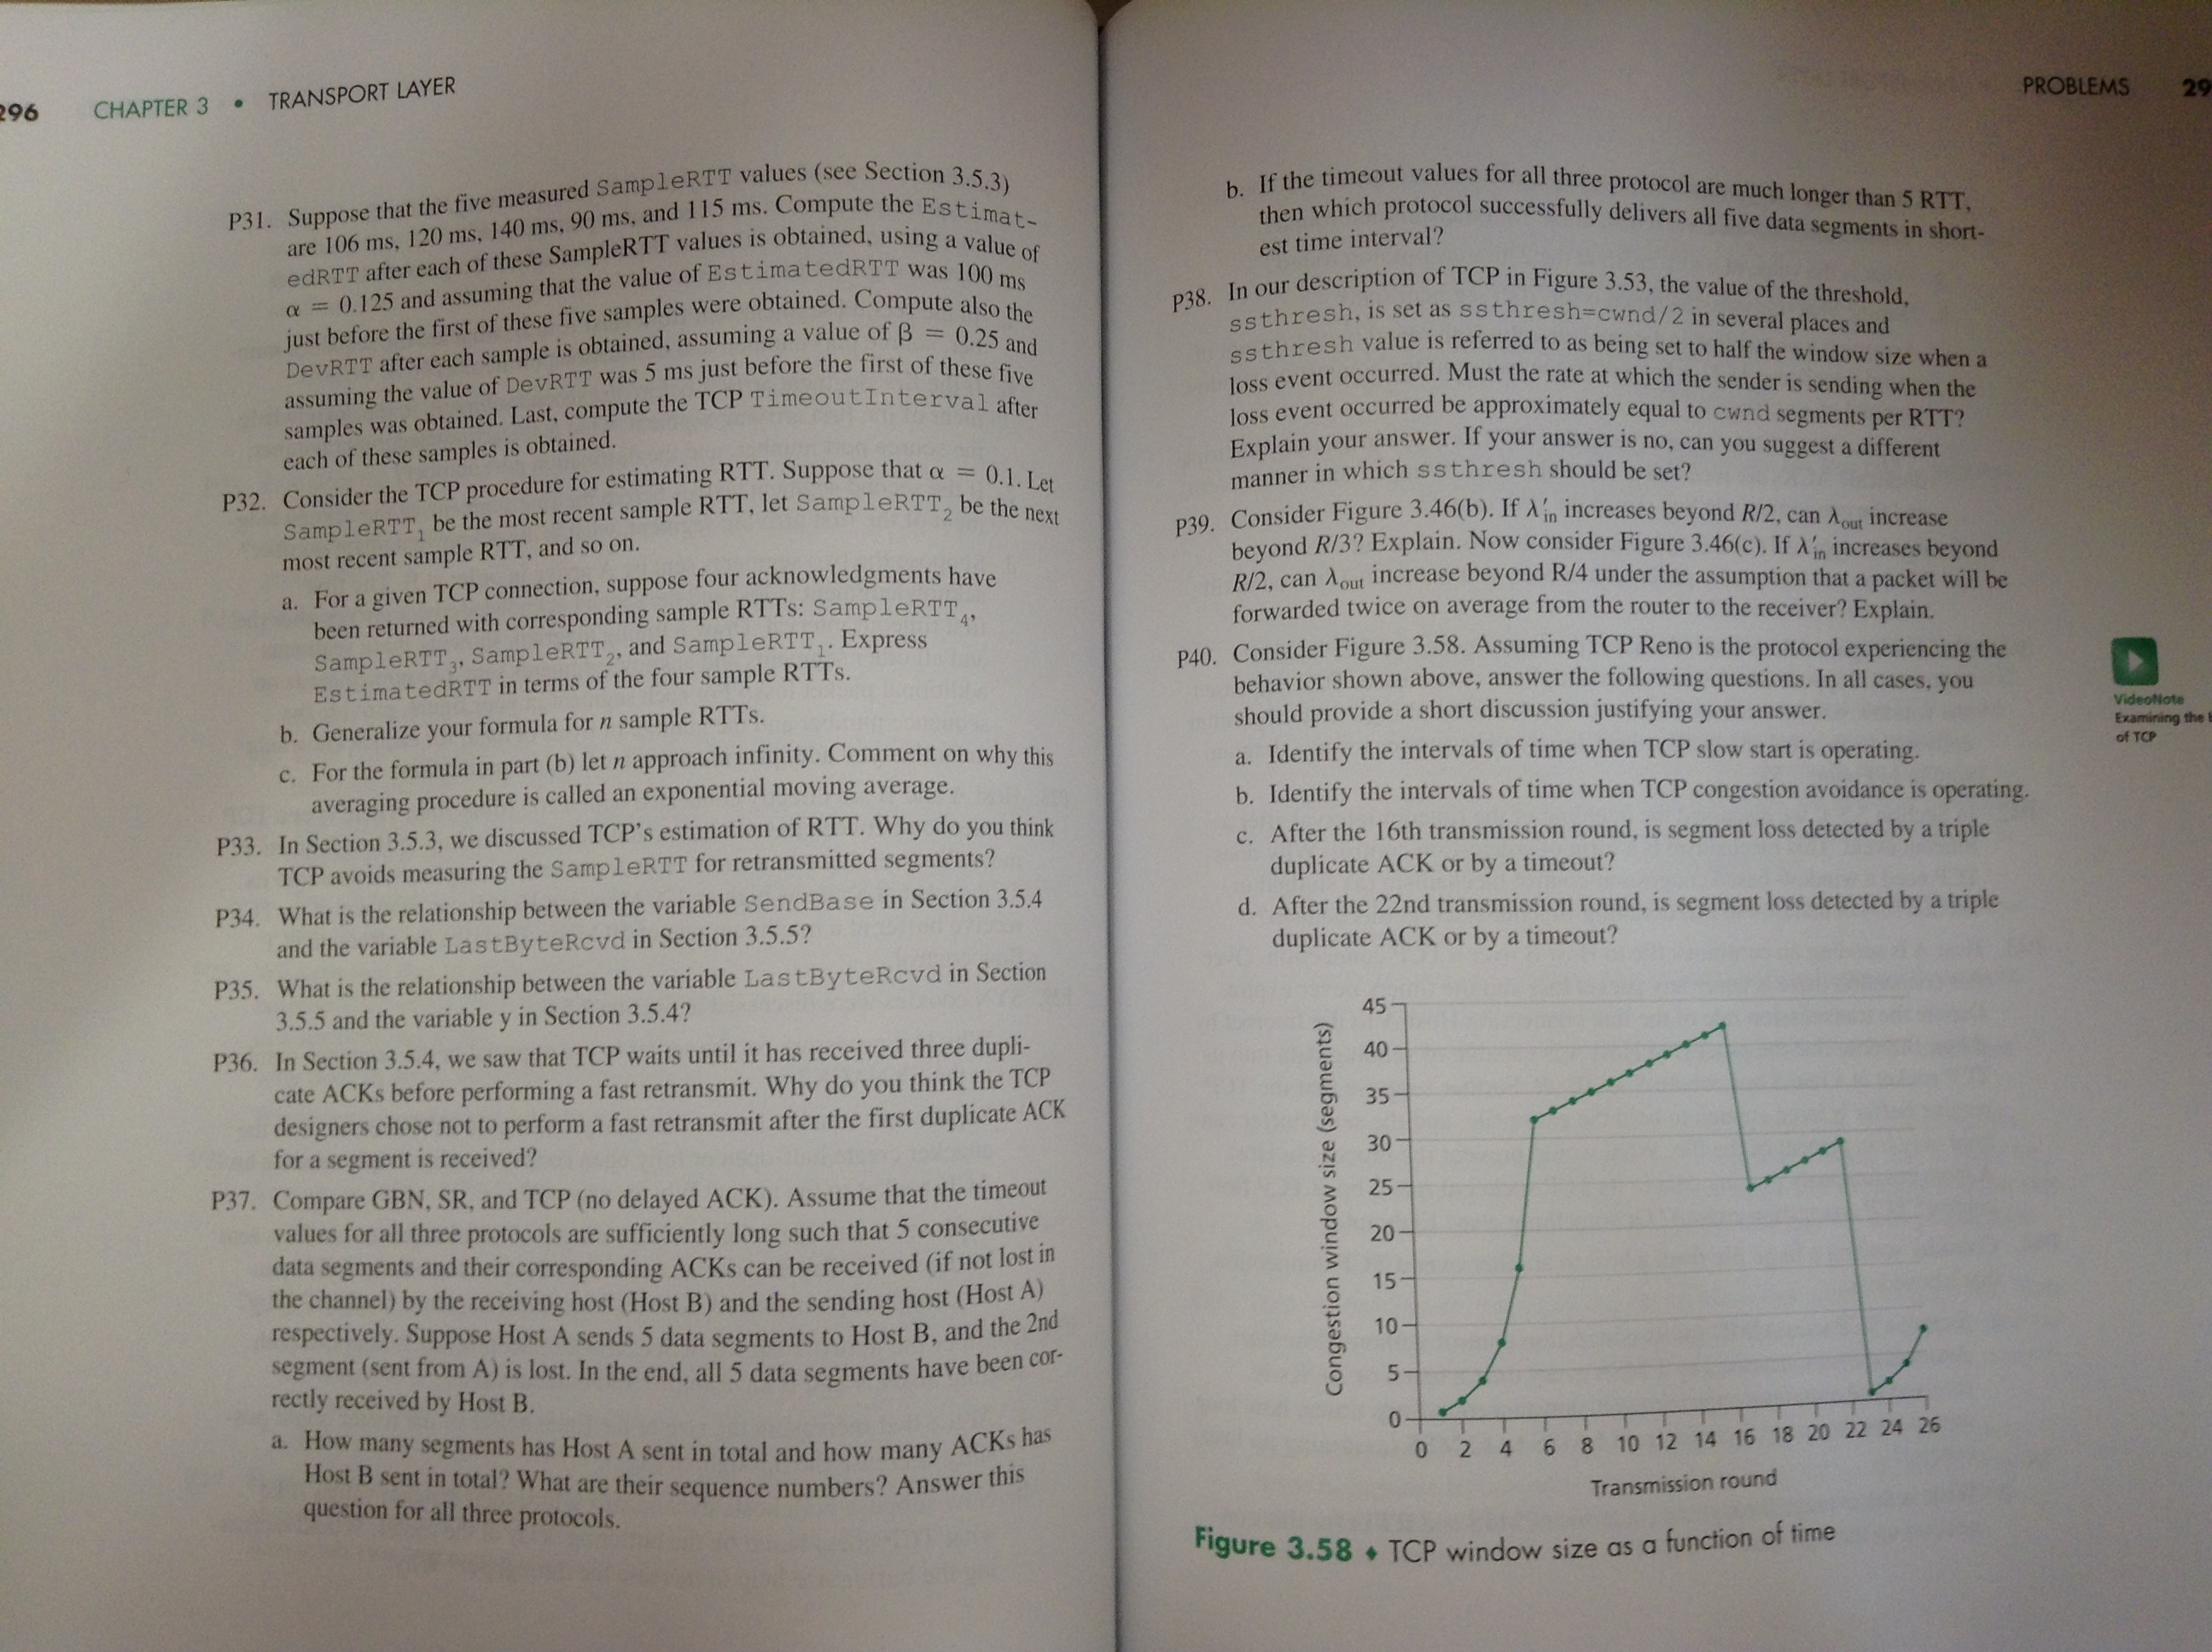 296 CHAPTER 3 • TRANSPORT LAYER
P31. Suppose that the five measured SampleRTT values (see Section 3.5.3)
are 106 ms, 120 ms, 140 ms, 90 ms, and 115 ms. Compute the Estimat-
edRTT after each of these SampleRTT values is obtained, using a value of
α = 0.125 and assuming that the value of EstimatedRTT was 100 ms
just before the first of these five samples were obtained. Compute also the
DevRTT after each sample is obtained, assuming a value of β = 0.25 and
assuming the value of DevRTT was 5 ms just before the first of these five
samples was obtained. Last, compute the TCP TimeoutInterval after
each of these samples is obtained.
P32. Consider the TCP procedure for estimating RTT. Suppose that α = 0.1. Let
SampleRTT₁ be the most recent sample RTT, let SampleRTT₂ be the next
most recent sample RTT, and so on.
a. For a given TCP connection, suppose four acknowledgments have
been returned with corresponding sample RTTs: SampleRTT₄,
SampleRTT₃, SampleRTT₂, and SampleRTT₁. Express
EstimatedRTT in terms of the four sample RTTs.
b. Generalize your formula for n sample RTTs.
c. For the formula in part (b) let n approach infinity. Comment on why this
averaging procedure is called an exponential moving average.
P33. In Section 3.5.3, we discussed TCP's estimation of RTT. Why do you think
TCP avoids measuring the SampleRTT for retransmitted segments?
P34. What is the relationship between the variable SendBase in Section 3.5.4
and the variable LastByteRcvd in Section 3.5.5?
P35. What is the relationship between the variable LastByteRcvd in Section
3.5.5 and the variable y in Section 3.5.4?
P36. In Section 3.5.4, we saw that TCP waits until it has received three dupli-
cate ACKs before performing a fast retransmit. Why do you think the TCP
designers chose not to perform a fast retransmit after the first duplicate ACK
for a segment is received?
P37. Compare GBN, SR, and TCP (no delayed ACK). Assume that the timeout
values for all three protocols are sufficiently long such that 5 consecutive
data segments and their corresponding ACKs can be received (if not lost in
the channel) by the receiving host (Host B) and the sending host (Host A)
respectively. Suppose Host A sends 5 data segments to Host B, and the 2nd
segment (sent from A) is lost. In the end, all 5 data segments have been cor-
rectly received by Host B.
a. How many segments has Host A sent in total and how many ACKs has
Host B sent in total? What are their sequence numbers? Answer this
question for all three protocols.
PROBLEMS 29
b. If the timeout values for all three protocol are much longer than 5 RTT,
then which protocol successfully delivers all five data segments in short-
est time interval?
P38. In our description of TCP in Figure 3.53, the value of the threshold,
ssthresh, is set as ssthresh=cwnd/2 in several places and
ssthresh value is referred to as being set to half the window size when a
loss event occurred. Must the rate at which the sender is sending when the
loss event occurred be approximately equal to cwnd segments per RTT?
Explain your answer. If your answer is no, can you suggest a different
manner in which ssthresh should be set?
P39. Consider Figure 3.46(b). If λ′in increases beyond R/2, can λout increase
beyond R/3? Explain. Now consider Figure 3.46(c). If λ′in increases beyond
R/2, can λout increase beyond R/4 under the assumption that a packet will be
forwarded twice on average from the router to the receiver? Explain.
P40. Consider Figure 3.58. Assuming TCP Reno is the protocol experiencing the
behavior shown above, answer the following questions. In all cases, you
should provide a short discussion justifying your answer.
a. Identify the intervals of time when TCP slow start is operating.
b. Identify the intervals of time when TCP congestion avoidance is operating.
c. After the 16th transmission round, is segment loss detected by a triple
duplicate ACK or by a timeout?
d. After the 22nd transmission round, is segment loss detected by a triple
duplicate ACK or by a timeout?
VideoNote
Examining the
of TCP
Congestion window size (segments)
45
40
35
30
25
20
15
10
5
0
0 2 4 6 8 10 12 14 16 18 20 22 24 26
Transmission round
Figure 3.58 ♦ TCP window size as a function of time